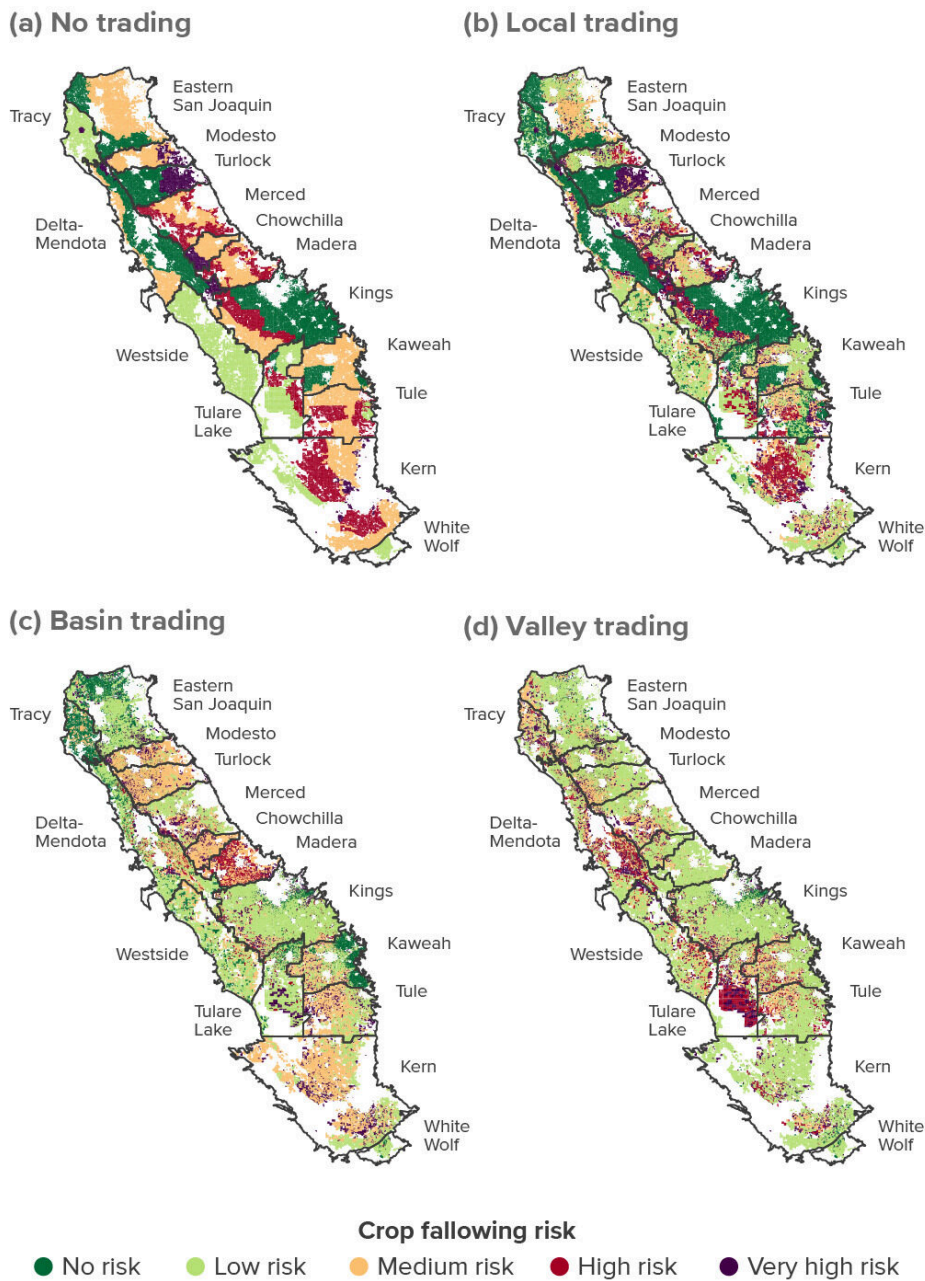 (a) No trading
Eastern
San Joaquin
Tracy
Modesto
Turlock
Merced
Delta-
Mendota
Chowchilla
Madera
Kings
Westside
Kaweah
Tule
Tulare
Lake
Kern
White
Wolf
(b) Local trading
Eastern
San Joaquin
Tracy
Modesto
Turlock
Merced
Delta-
Mendota
Chowchilla
Madera
Kings
Westside
Kaweah
Tule
Tulare
Lake
Kern
White
Wolf
(c) Basin trading
Eastern
San Joaquin
Tracy
Modesto
Turlock
Merced
Delta-
Mendota
Chowchilla
Madera
Kings
Westside
Kaweah
Tule
Tulare
Lake
Kern
White
Wolf
(d) Valley trading
Eastern
San Joaquin
Tracy
Modesto
Turlock
Merced
Delta-
Mendota
Chowchilla
Madera
Kings
Westside
Kaweah
Tule
Tulare
Lake
Kern
White
Wolf
Crop fallowing risk
No risk
Low risk
Medium risk
High risk
Very high risk